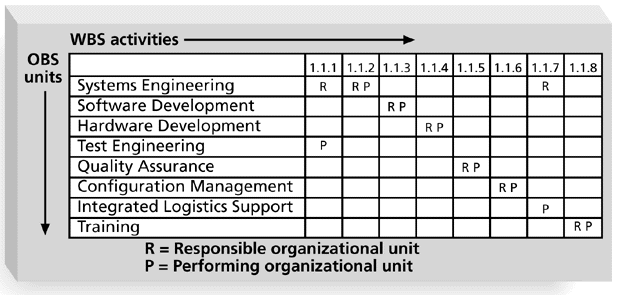 WBS activities
OBS units
1.1.1 1.1.2 1.1.3 1.1.4 1.1.5 1.1.6 1.1.7 1.1.8
Systems Engineering R R P R
Software Development R P
Hardware Development R P
Test Engineering P
Quality Assurance R P
Configuration Management R P
Integrated Logistics Support P
Training R P
R = Responsible organizational unit
P = Performing organizational unit